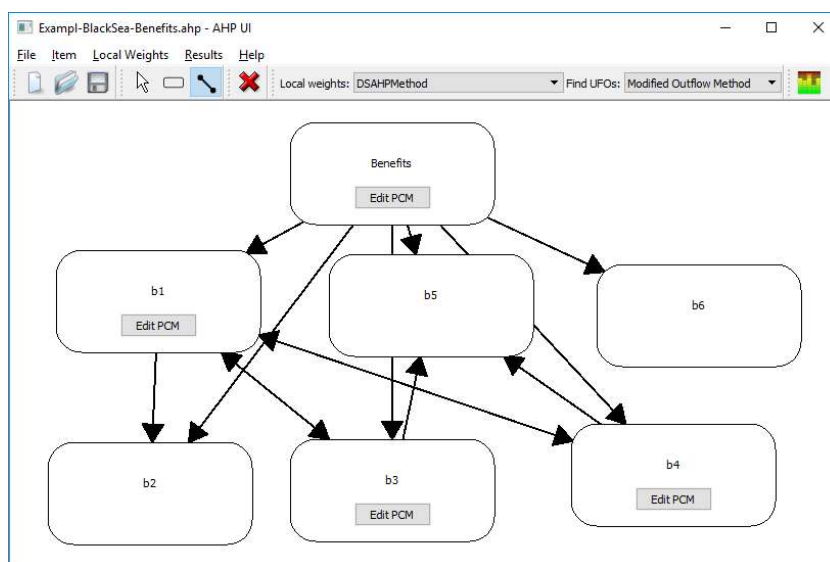 Exampl-BlackSea-Benefits.ahp - AHP UI
File Item Local Weights Results Help
Local weights: DSAHPMethod Find UFOs: Modified Outflow Method
Benefits
Edit PCM
b1
Edit PCM
b5
b6
b2
b3
Edit PCM
b4
Edit PCM